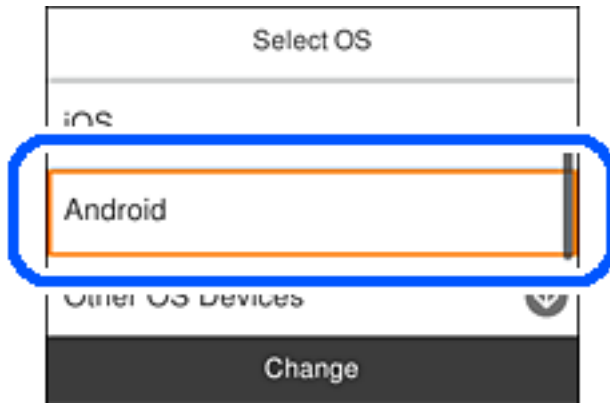 Select OS
iOS
Android
Other OS Devices
Change